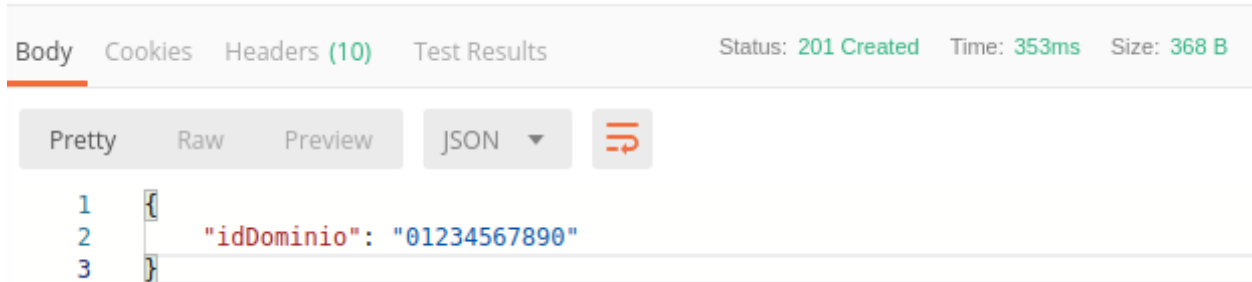 Body Cookies Headers (10) Test Results Status: 201 Created Time: 353ms Size: 368 B
Pretty Raw Preview JSON
1 {
2 "idDominio": "01234567890"
3 }